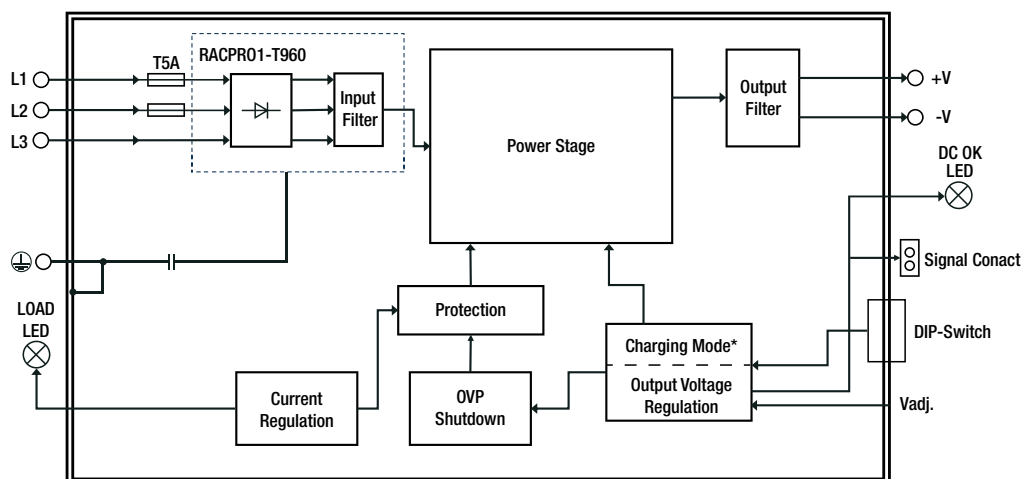 T5A
RACPRO1-T960
L1
L2
L3
Input
Filter
Power Stage
Output
Filter
+V
-V
DC OK
LED
Signal Conact
LOAD
LED
Protection
Charging Mode*
Output Voltage
Regulation
DIP-Switch
Current
Regulation
OVP
Shutdown
Vadj.